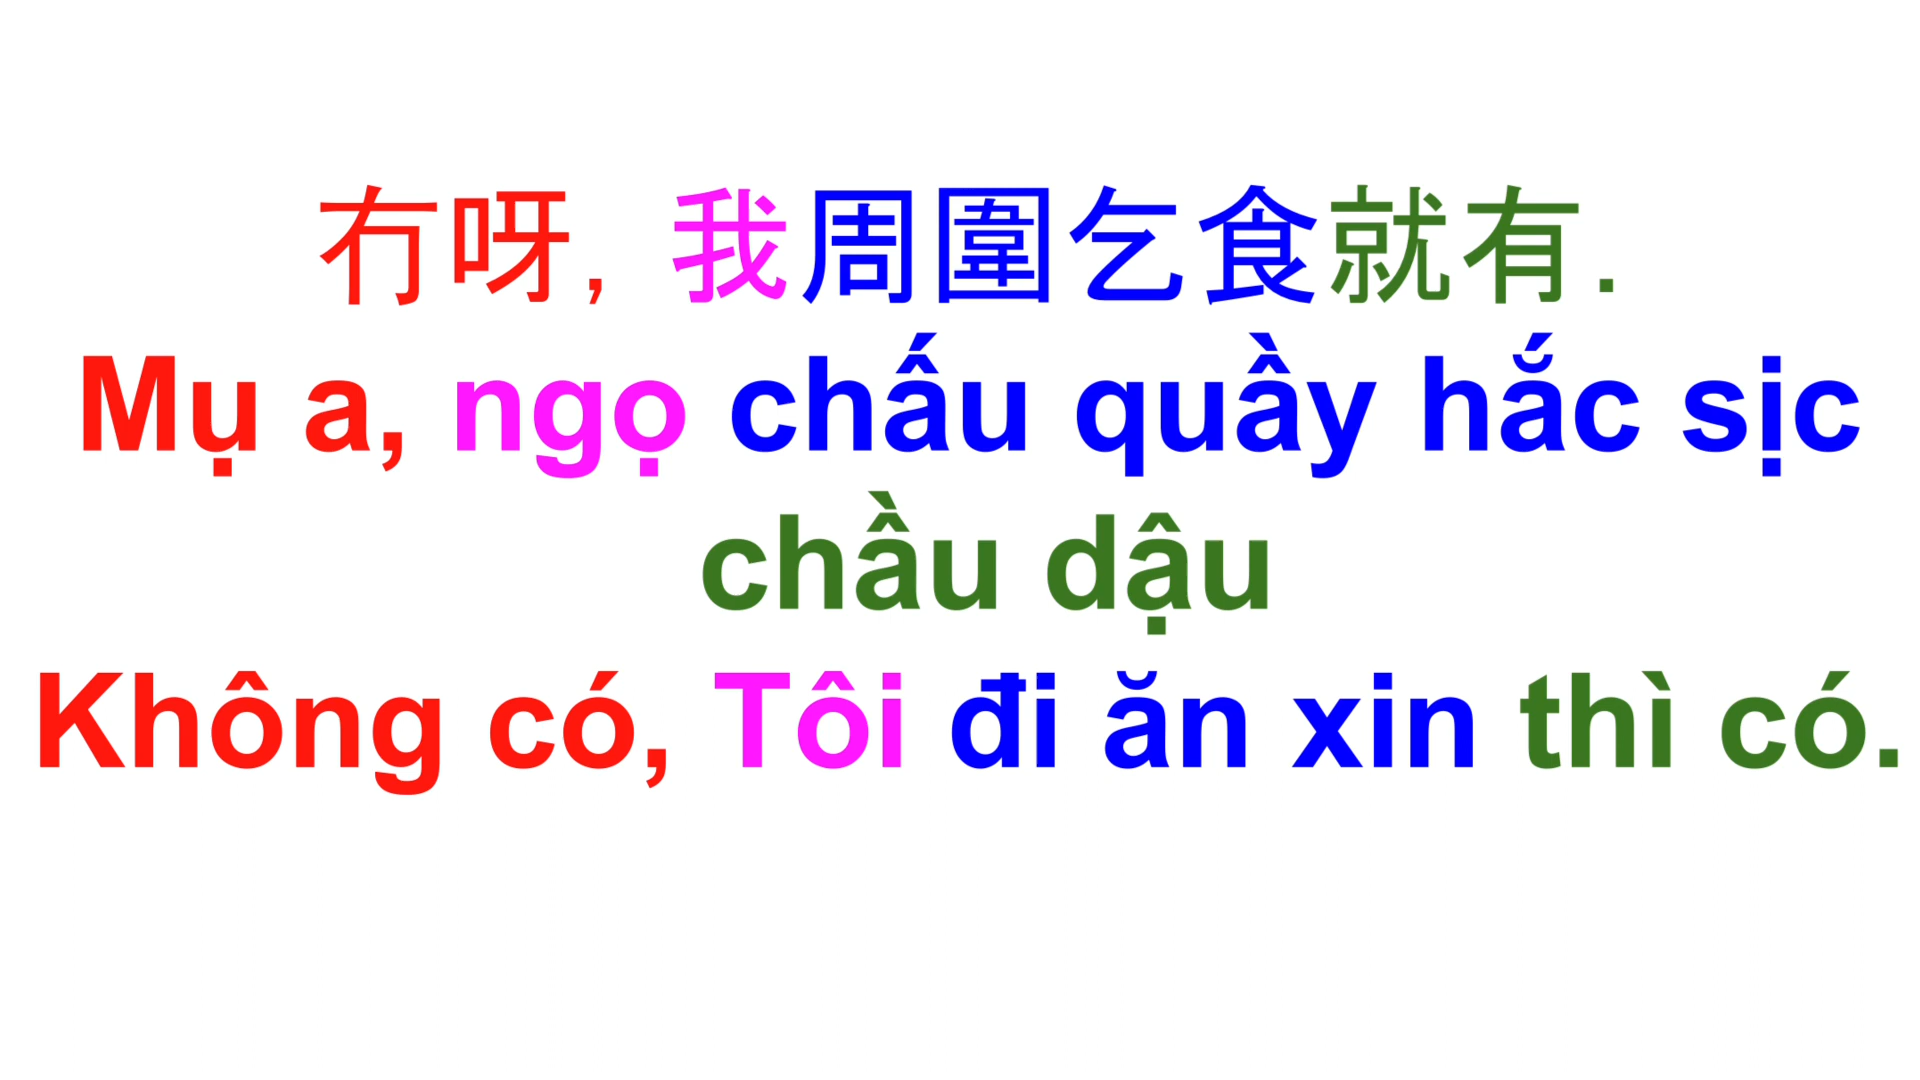 冇呀, 我周圍乞食就有.
Mụ a, ngọ chấu quầy hắc sịc
chầu dậu
Không có, Tôi đi ăn xin thì có.